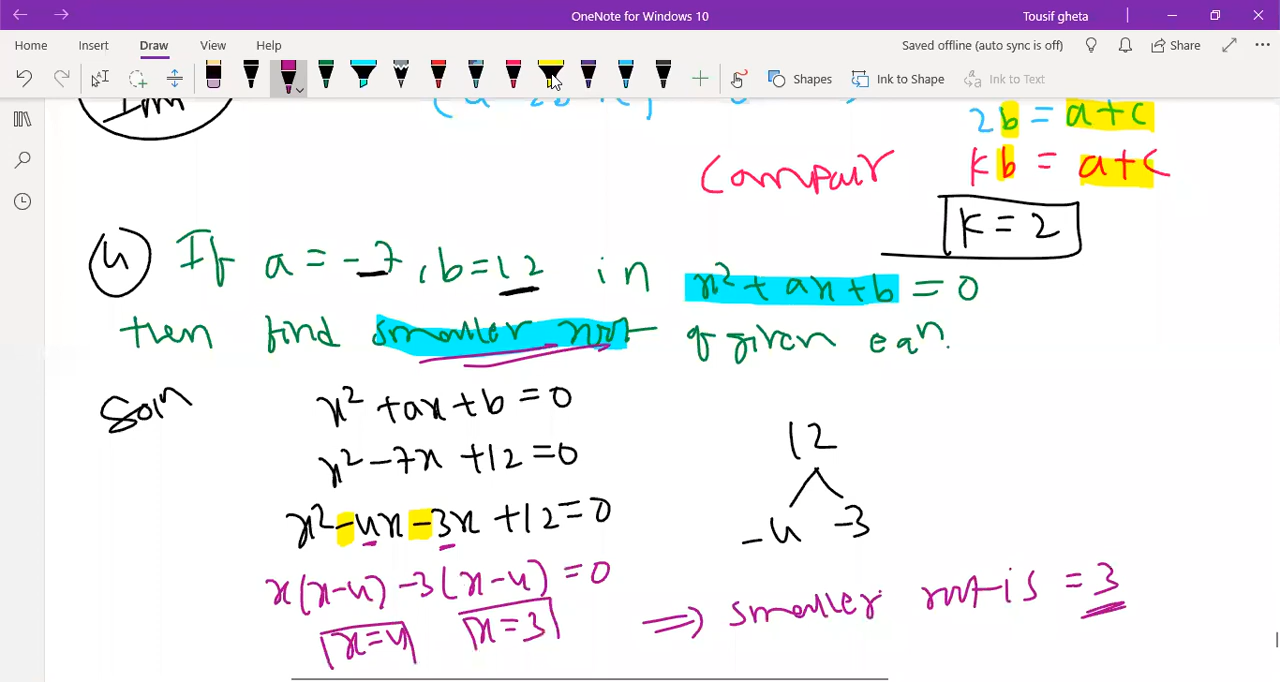 OneNote for Windows 10
Tousif gheta
Home Insert Draw View Help
Saved offline (auto sync is off)
Share
Shapes
Ink to Shape
Ink to Text
2b = a+c
Compair kb = a+c
k = 2
4 If a = -7, b=12 in x² + ax + b = 0
then find smaller root of given eqn.
Soln x² + ax + b = 0
x² - 7x + 12 = 0
12
x² - 4x - 3x + 12 = 0
-4 -3
x(x-4) - 3(x-4) = 0
x=4 x=3 ⇒ smaller root is = 3